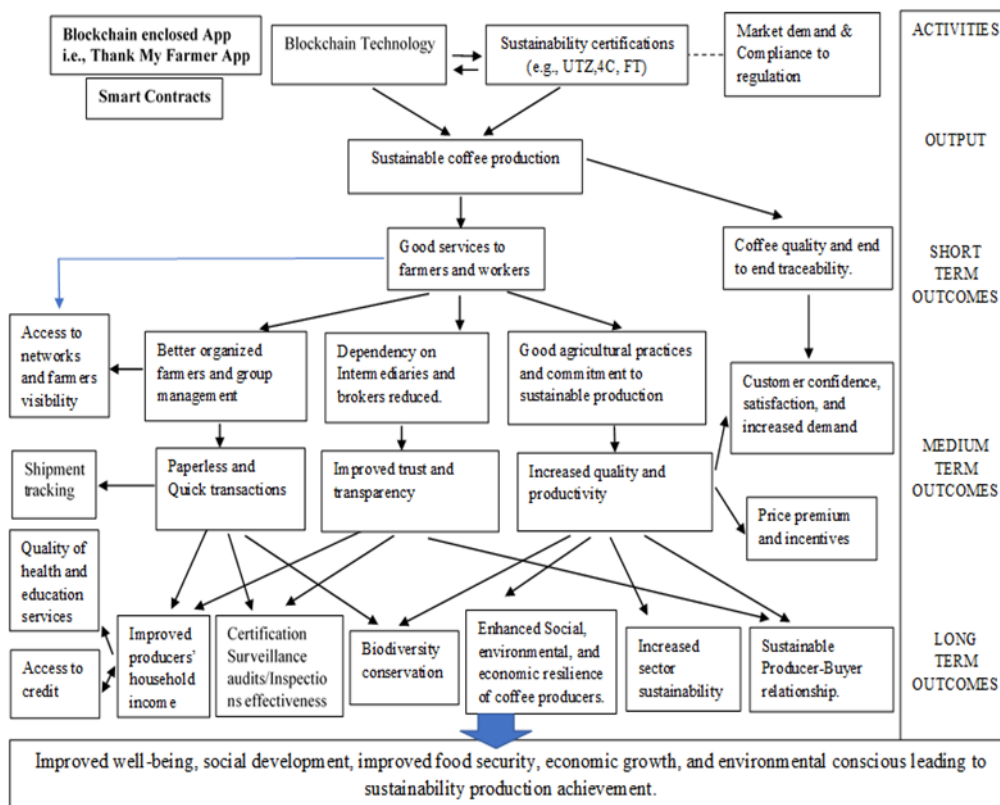 Blockchain enclosed App
i.e., Thank My Farmer App
Smart Contracts
Blockchain Technology
Sustainability certifications
(e.g., UTZ,4C, FT)
Market demand &
Compliance to
regulation
ACTIVITIES
Sustainable coffee production
OUTPUT
Good services to
farmers and workers
Coffee quality and end
to end traceability.
SHORT
TERM
OUTCOMES
Access to
networks
and farmers
visibility
Better organized
farmers and group
management
Dependency on
Intermediaries and
brokers reduced.
Good agricultural practices
and commitment to
sustainable production
Customer confidence,
satisfaction, and
increased demand
MEDIUM
TERM
OUTCOMES
Shipment
tracking
Paperless and
Quick transactions
Improved trust and
transparency
Increased quality and
productivity
Price premium
and incentives
Quality of
health and
education
services
Access to
credit
Improved
producers’
household
income
Certification
Surveillance
audits/Inspectio
ns effectiveness
Biodiversity
conservation
Enhanced Social,
environmental, and
economic resilience
of coffee producers.
Increased
sector
sustainability
Sustainable
Producer-Buyer
relationship.
LONG
TERM
OUTCOMES
Improved well-being, social development, improved food security, economic growth, and environmental conscious leading to
sustainability production achievement.